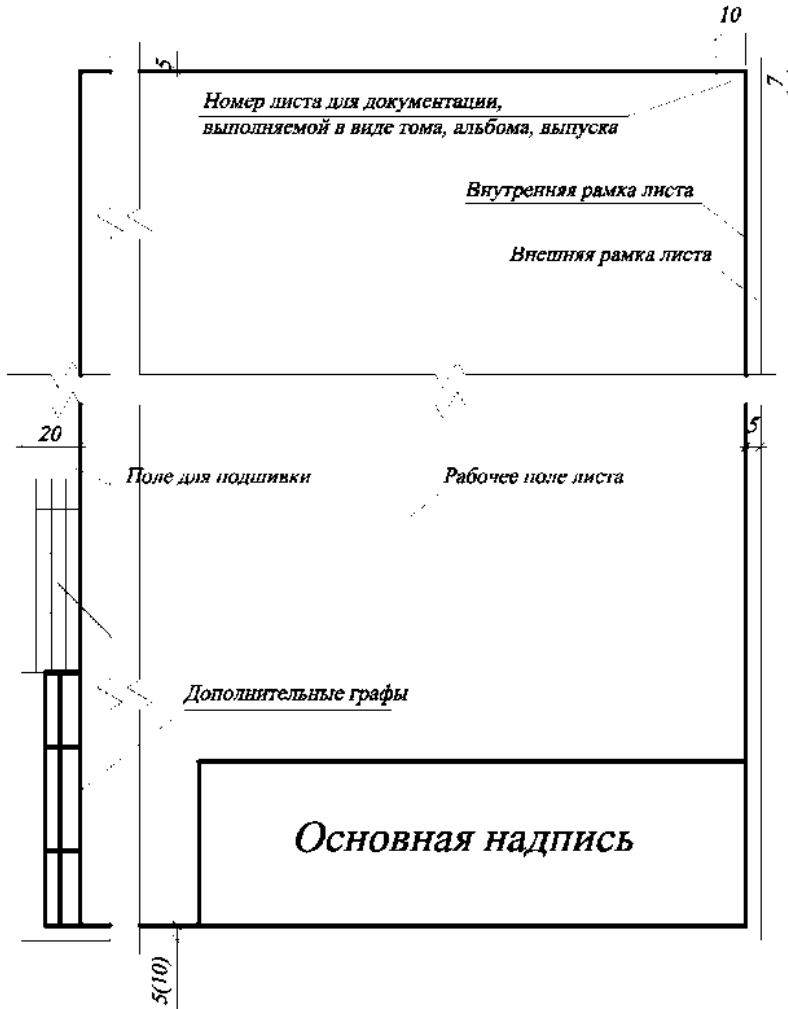 10
5
7
Номер листа для документации,
выполняемой в виде тома, альбома, выпуска
Внутренняя рамка листа
Внешняя рамка листа
20
5
Поле для подшивки
Рабочее поле листа
Дополнительные графы
Основная надпись
5(10)